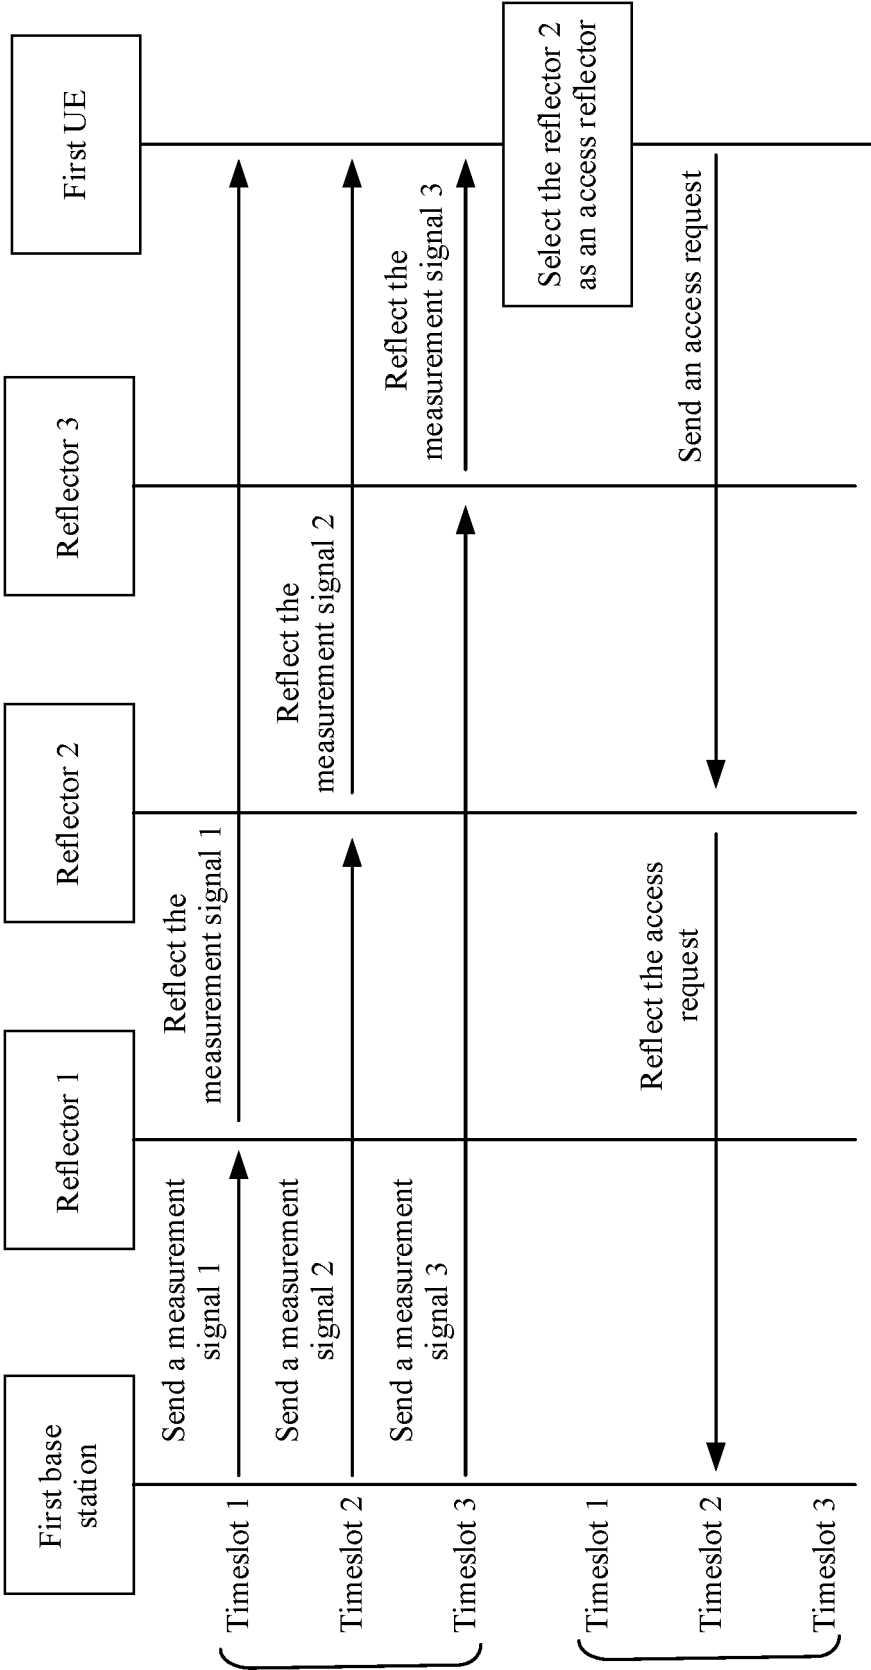 First base
station
Reflector 1
Reflector 2
Reflector 3
First UE
Timeslot 1
Send a measurement
signal 1
Reflect the
measurement signal 1
Timeslot 2
Send a measurement
signal 2
Reflect the
measurement signal 2
Timeslot 3
Send a measurement
signal 3
Reflect the
measurement signal 3
Select the reflector 2
as an access reflector
Timeslot 1
Timeslot 2
Reflect the access
request
Send an access request
Timeslot 3